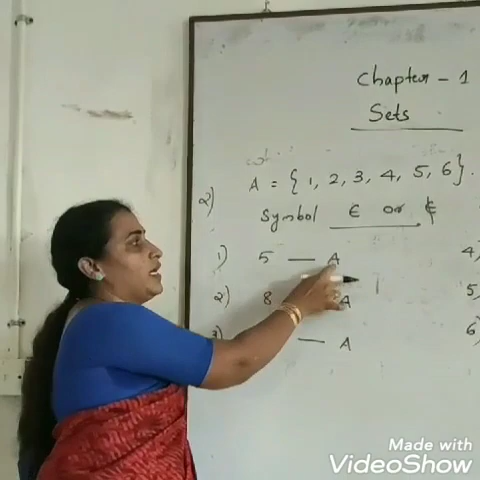 Chapter - 1
Sets
A = {1, 2, 3, 4, 5, 6}.
2) Symbol ∈ or ∉
1) 5 — A 4)
2) 8 A 5)
3) — A 6)
Made with
VideoShow